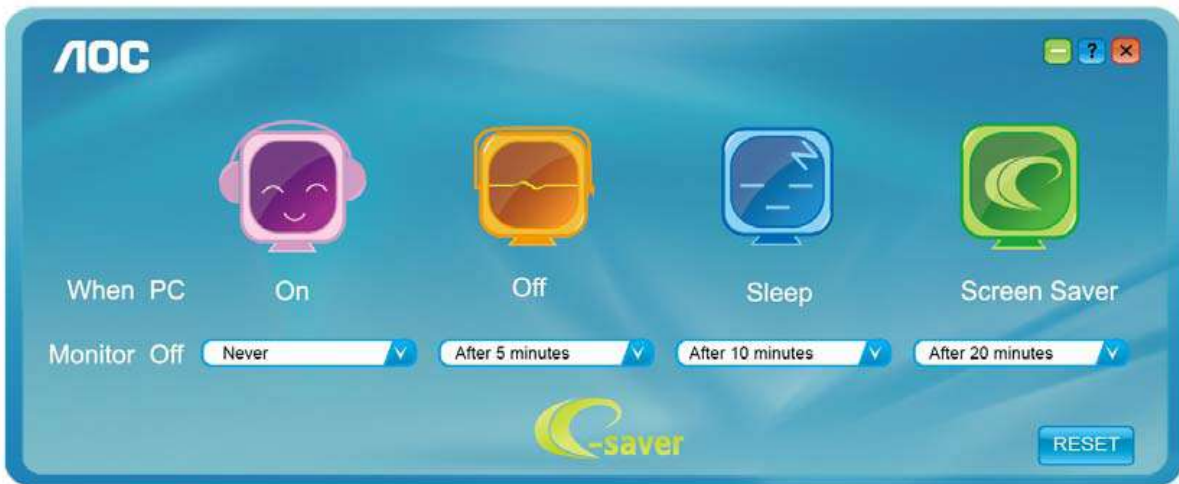 AOC
?
When PC On Off Sleep Screen Saver
Monitor Off Never After 5 minutes After 10 minutes After 20 minutes
e-saver
RESET